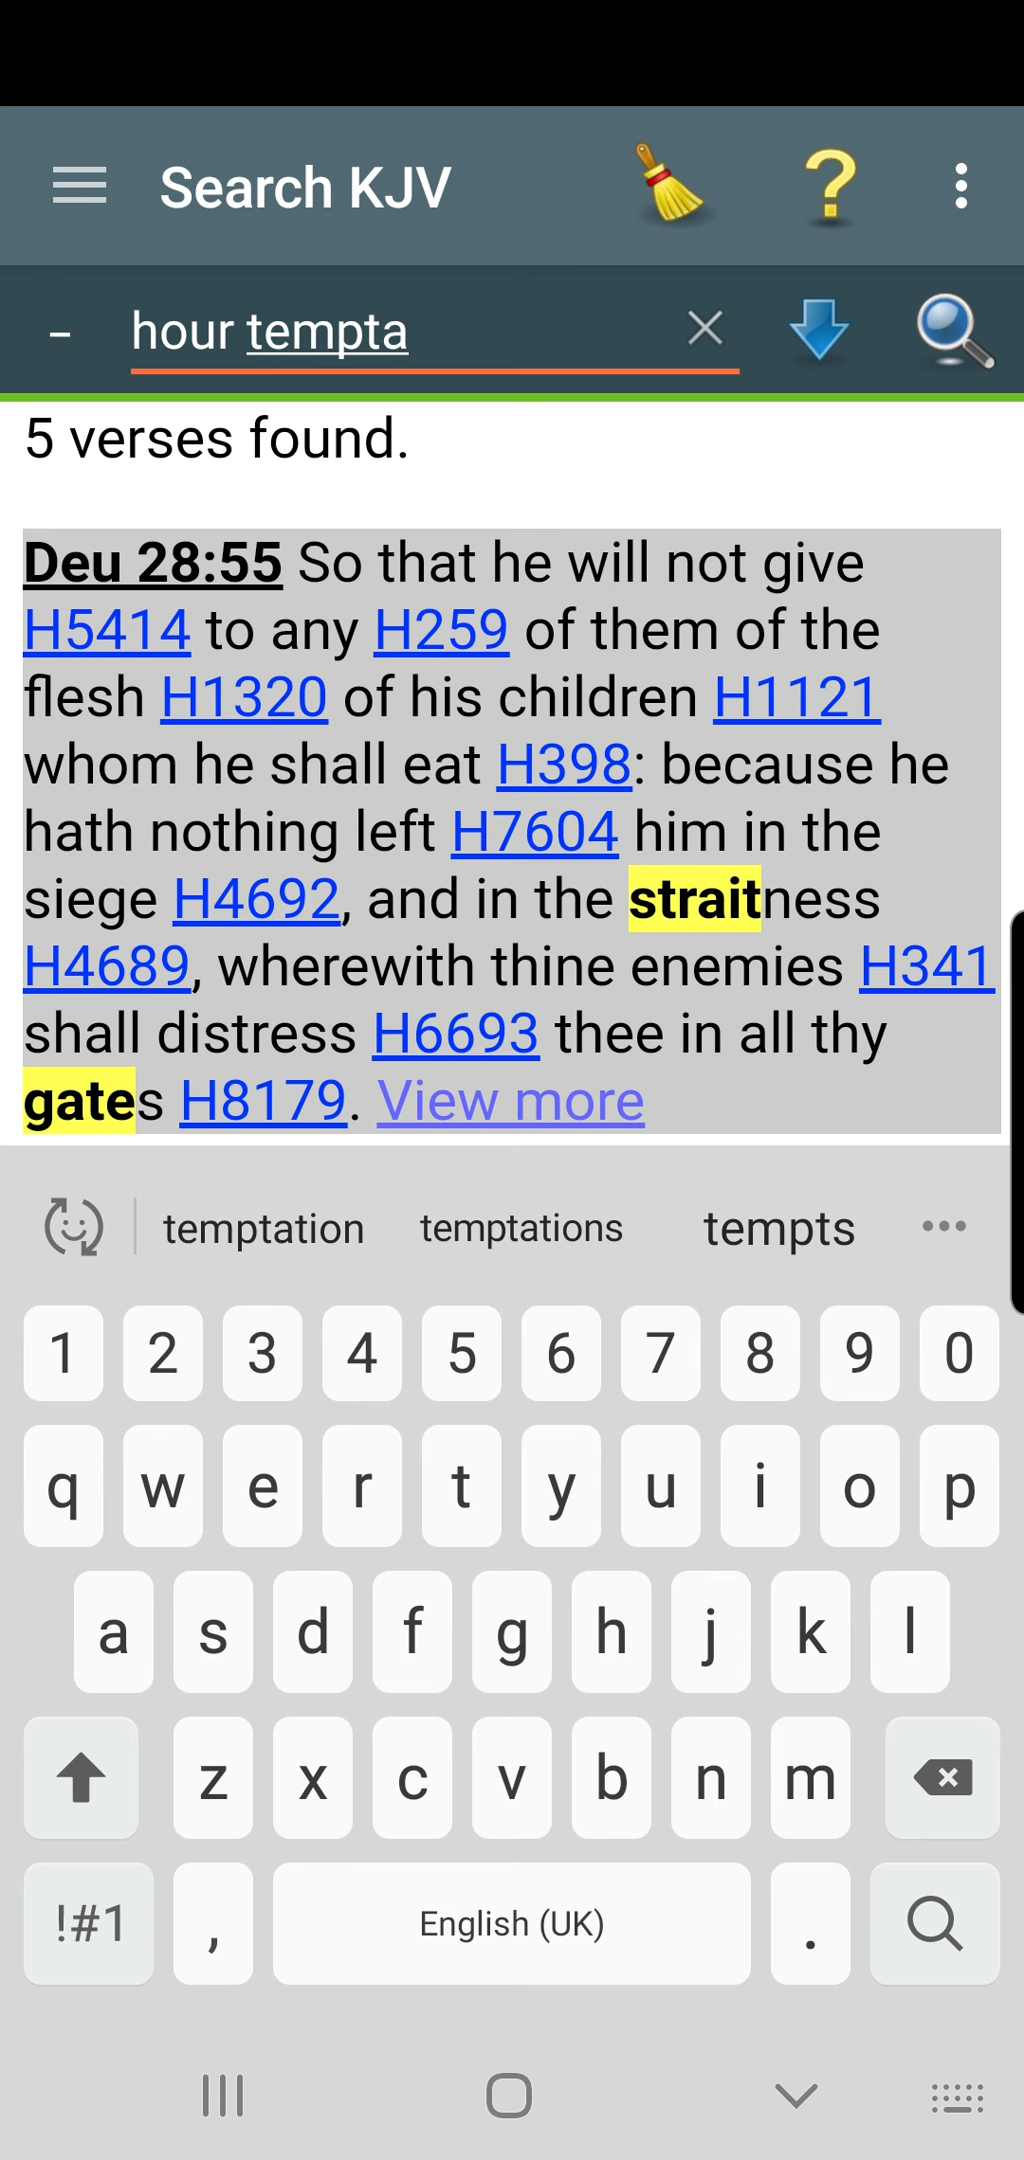 Search KJV
?
– hour tempta
5 verses found.
Deu 28:55 So that he will not give
H5414 to any H259 of them of the
flesh H1320 of his children H1121
whom he shall eat H398: because he
hath nothing left H7604 him in the
siege H4692, and in the straitness
H4689, wherewith thine enemies H341
shall distress H6693 thee in all thy
gates H8179. View more
temptation temptations tempts
1 2 3 4 5 6 7 8 9 0
q w e r t y u i o p
a s d f g h j k l
z x c v b n m
!#1 , English (UK) .